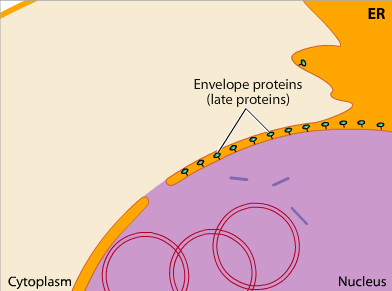 ER
Envelope proteins
(late proteins)
Cytoplasm
Nucleus